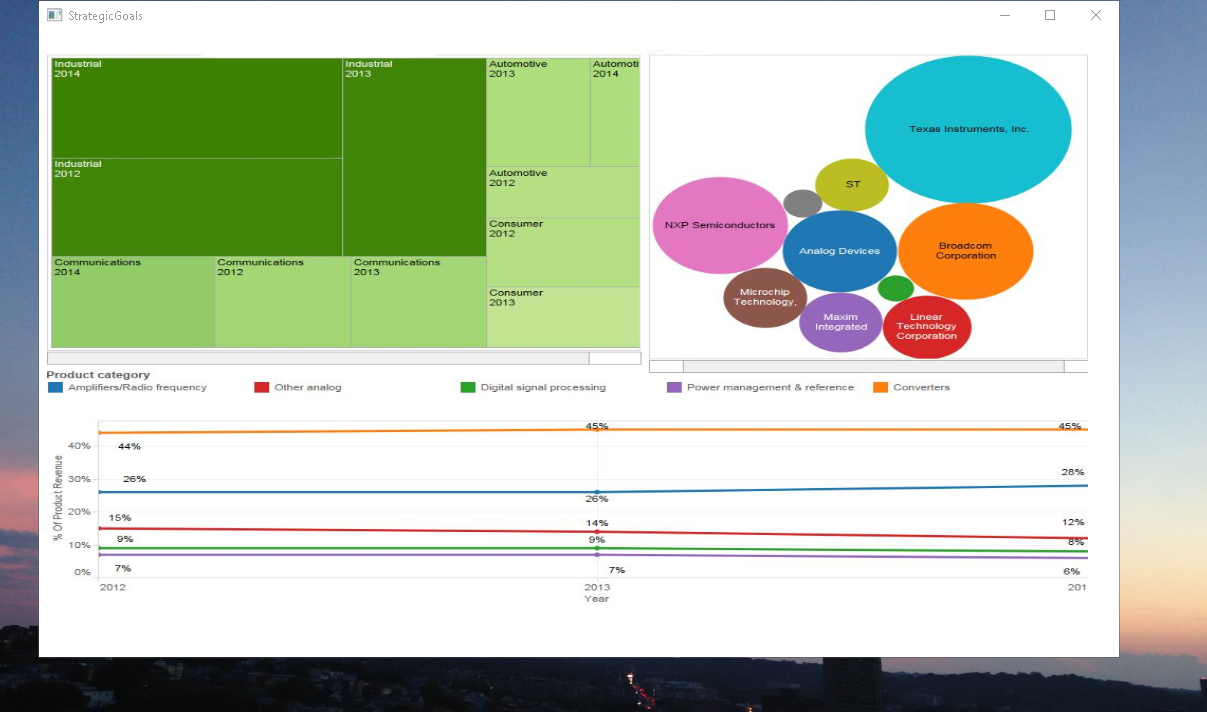 StrategicGoals
Industrial
2014
Industrial
2013
Automotive
2013
Automoti
2014
Industrial
2012
Automotive
2012
Consumer
2012
Communications
2014
Communications
2012
Communications
2013
Consumer
2013
Texas Instruments, Inc.
ST
NXP Semiconductors
Analog Devices
Broadcom
Corporation
Microchip
Technology,
Maxim
Integrated
Linear
Technology
Corporation
Product category
Amplifiers/Radio frequency
Other analog
Digital signal processing
Power management & reference
Converters
% Of Product Revenue
40%
30%
20%
10%
0%
44%
45%
45%
26%
26%
28%
15%
14%
12%
9%
9%
8%
7%
7%
6%
2012
2013
201
Year